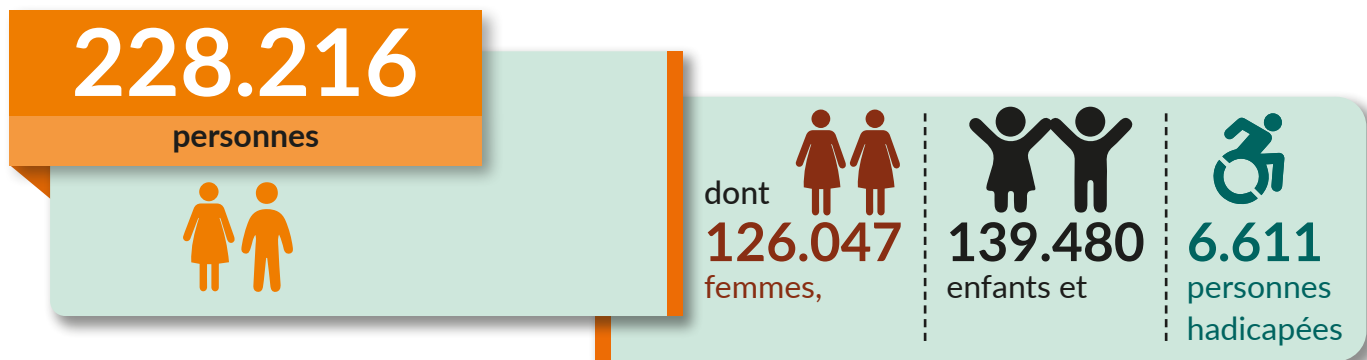 228.216
personnes
dont
126.047
femmes,
139.480
enfants et
6.611
personnes
hadicapées